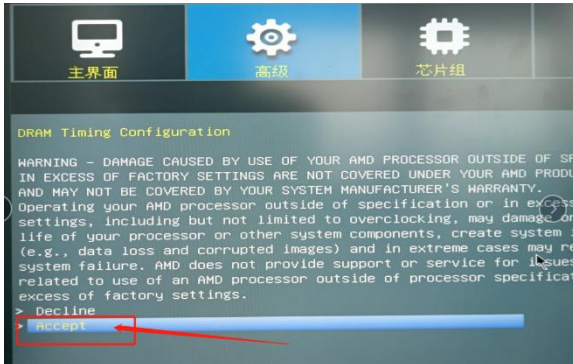 主界面
高级
芯片组
DRAM Timing Configuration
WARNING - DAMAGE CAUSED BY USE OF YOUR AMD PROCESSOR OUTSIDE OF
IN EXCESS OF FACTORY SETTINGS ARE NOT COVERED UNDER YOUR AMD
AND MAY NOT BE COVERED BY YOUR SYSTEM MANUFACTURER'S WARRANTY.
Operating your AMD processor outside of specification or in excess
settings, including but not limited to overclocking, may damage or
life of your processor or other system components, create system
(e.g., data loss and corrupted images) and in extreme cases may
system failure. AMD does not provide support or service for issues
related to use of an AMD processor outside of processor
excess of factory settings.
> Decline
> Accept